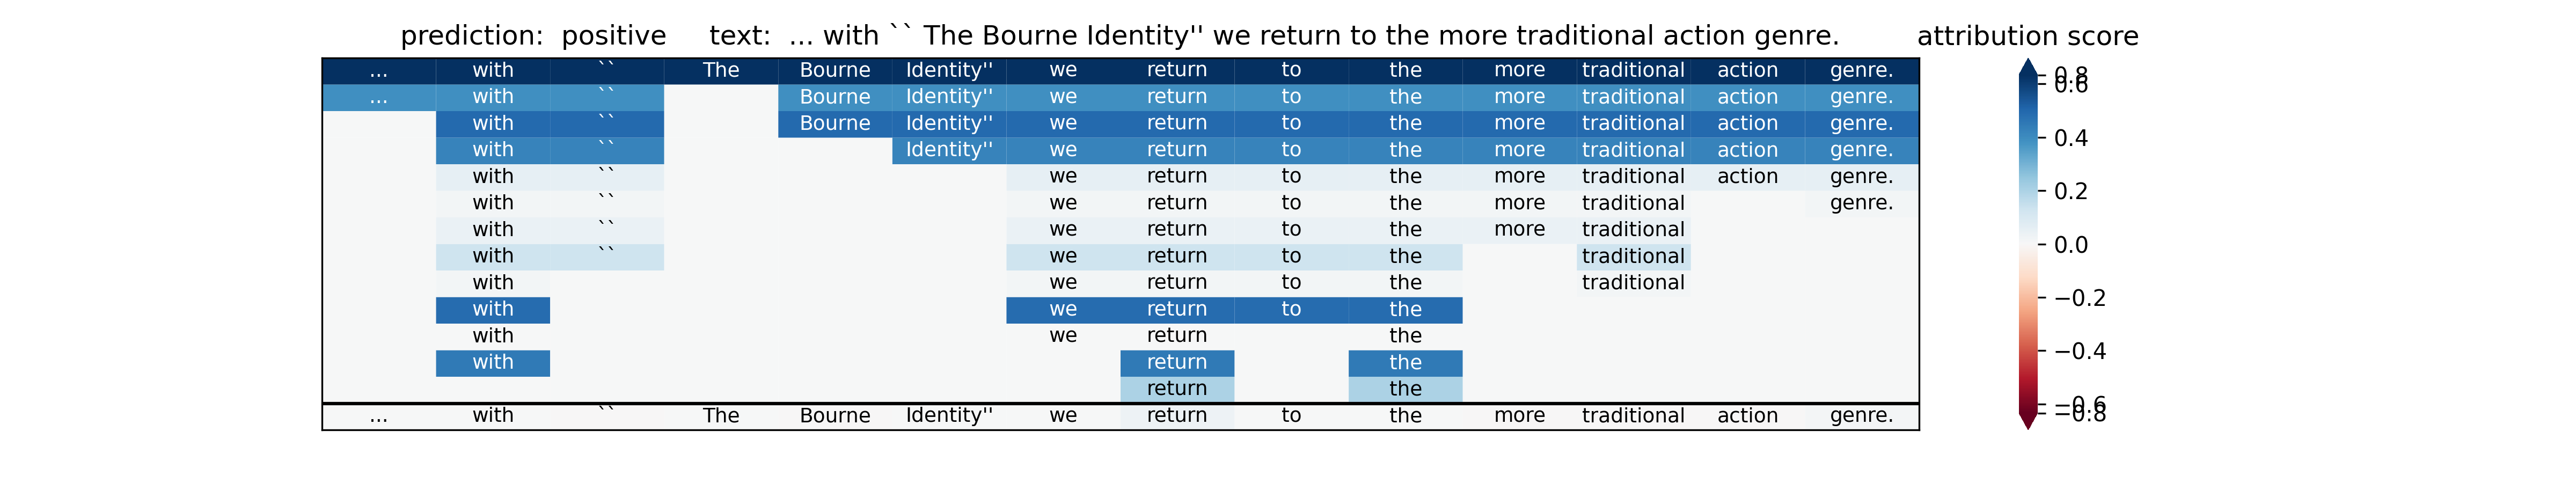 prediction: positive text: ... with `` The Bourne Identity'' we return to the more traditional action genre. attribution score
... with `` The Bourne Identity'' we return to the more traditional action genre.
... with `` Bourne Identity'' we return to the more traditional action genre.
with `` Bourne Identity'' we return to the more traditional action genre.
with `` Identity'' we return to the more traditional action genre.
with `` we return to the more traditional action genre.
with `` we return to the more traditional genre.
with `` we return to the more traditional
with `` we return to the traditional
with we return to the traditional
with we return to the
with we return the
with return the
return the
... with `` The Bourne Identity'' we return to the more traditional action genre.
0.8
0.6
0.4
0.2
0.0
−0.2
−0.4
−0.6
−0.8